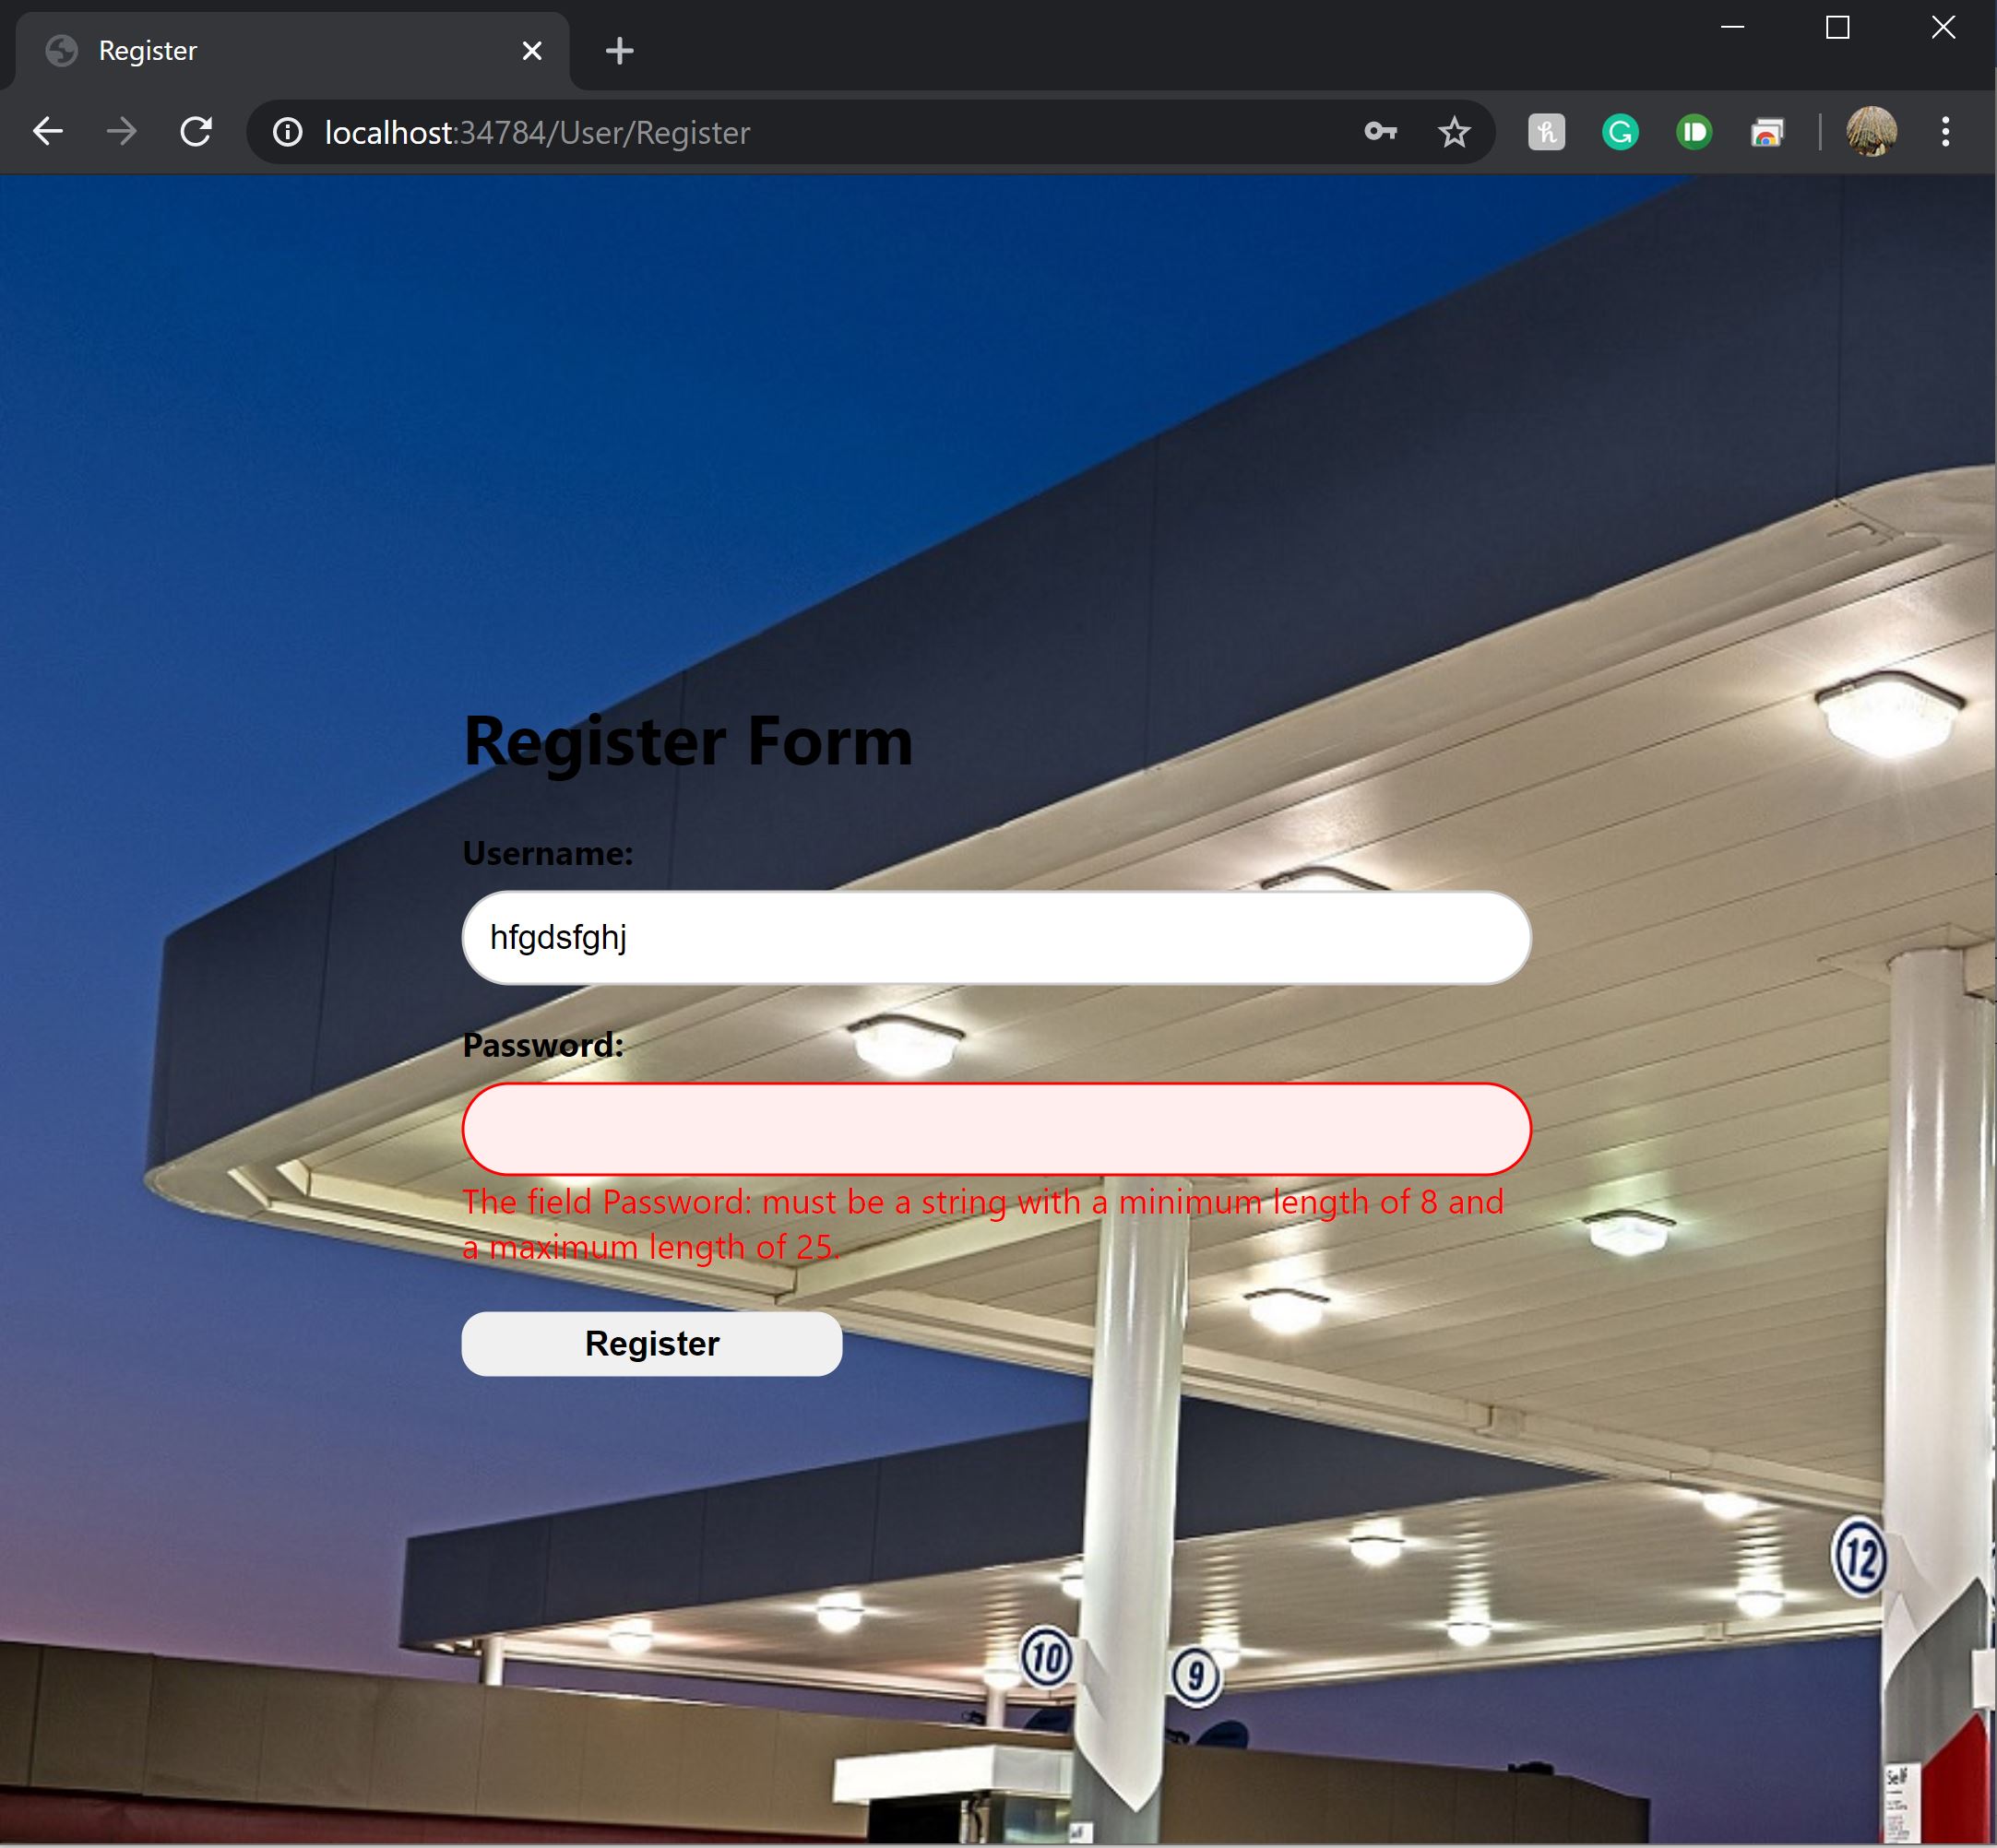 Register
localhost:34784/User/Register
Register Form
Username:
hfgdsfghj
Password:
The field Password: must be a string with a minimum length of 8 and
a maximum length of 25.
Register
12
10
9
Self